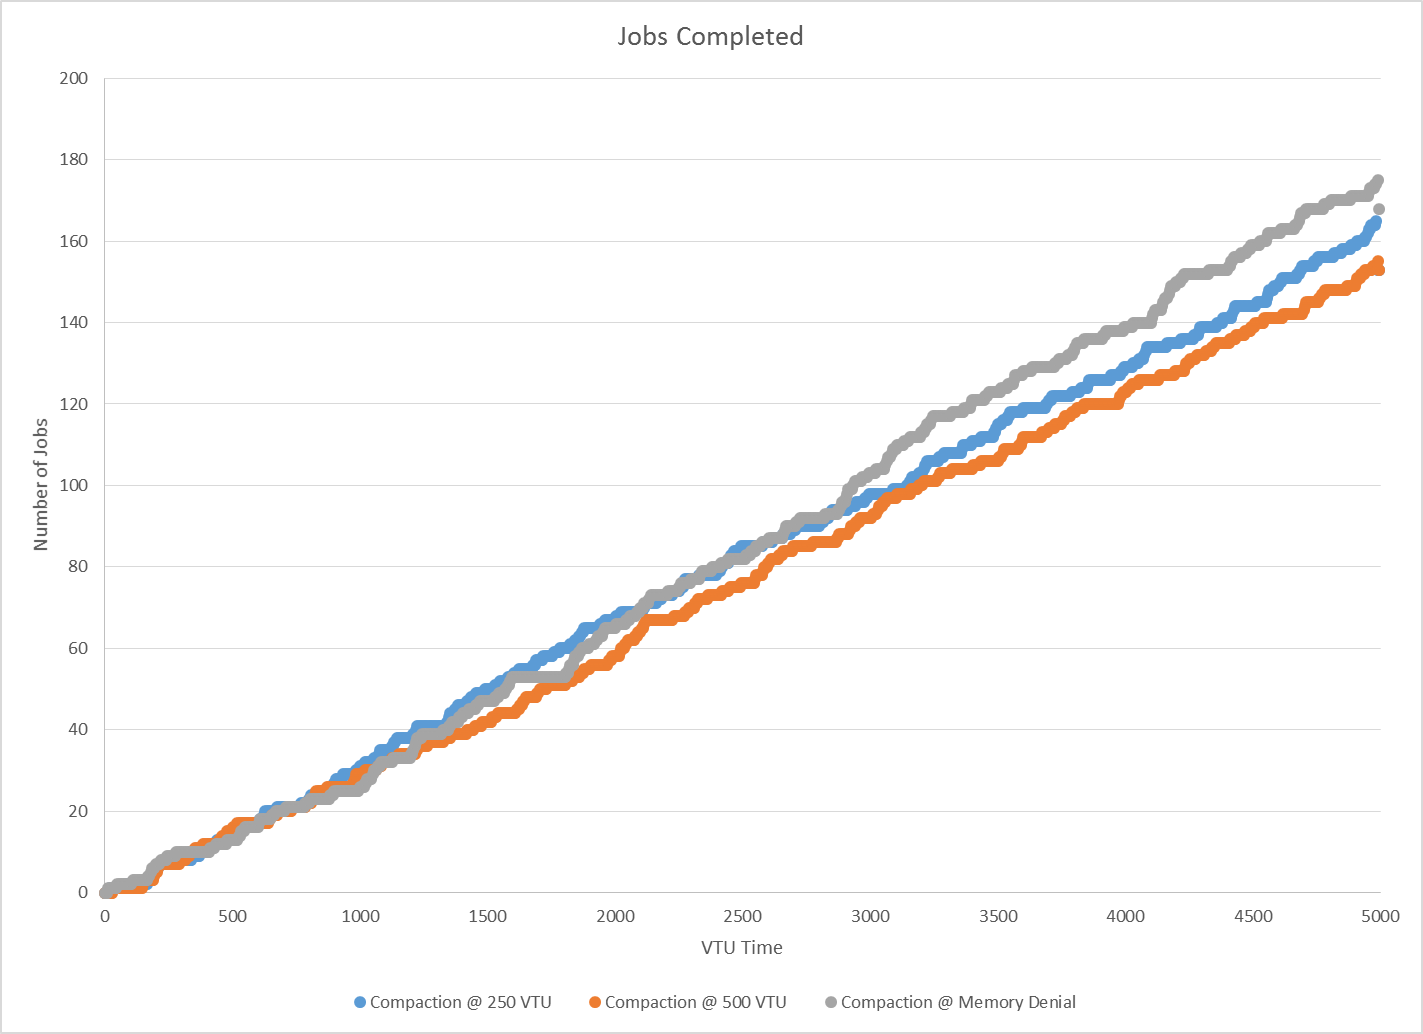 Jobs Completed
200
180
160
140
120
100
80
60
40
20
0
Number of Jobs
0 500 1000 1500 2000 2500 3000 3500 4000 4500 5000
VTU Time
Compaction @ 250 VTU Compaction @ 500 VTU Compaction @ Memory Denial